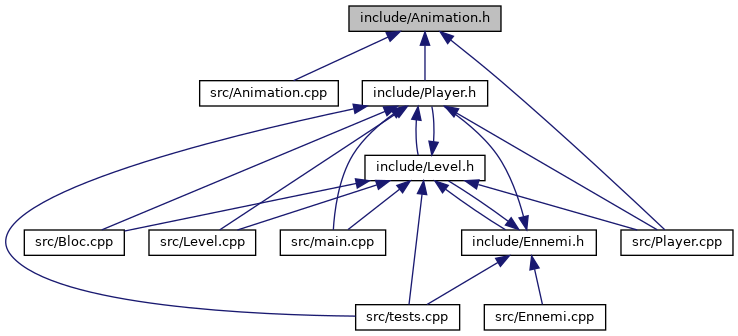 include/Animation.h
src/Animation.cpp
include/Player.h
include/Level.h
src/Bloc.cpp
src/Level.cpp
src/main.cpp
include/Ennemi.h
src/Player.cpp
src/tests.cpp
src/Ennemi.cpp